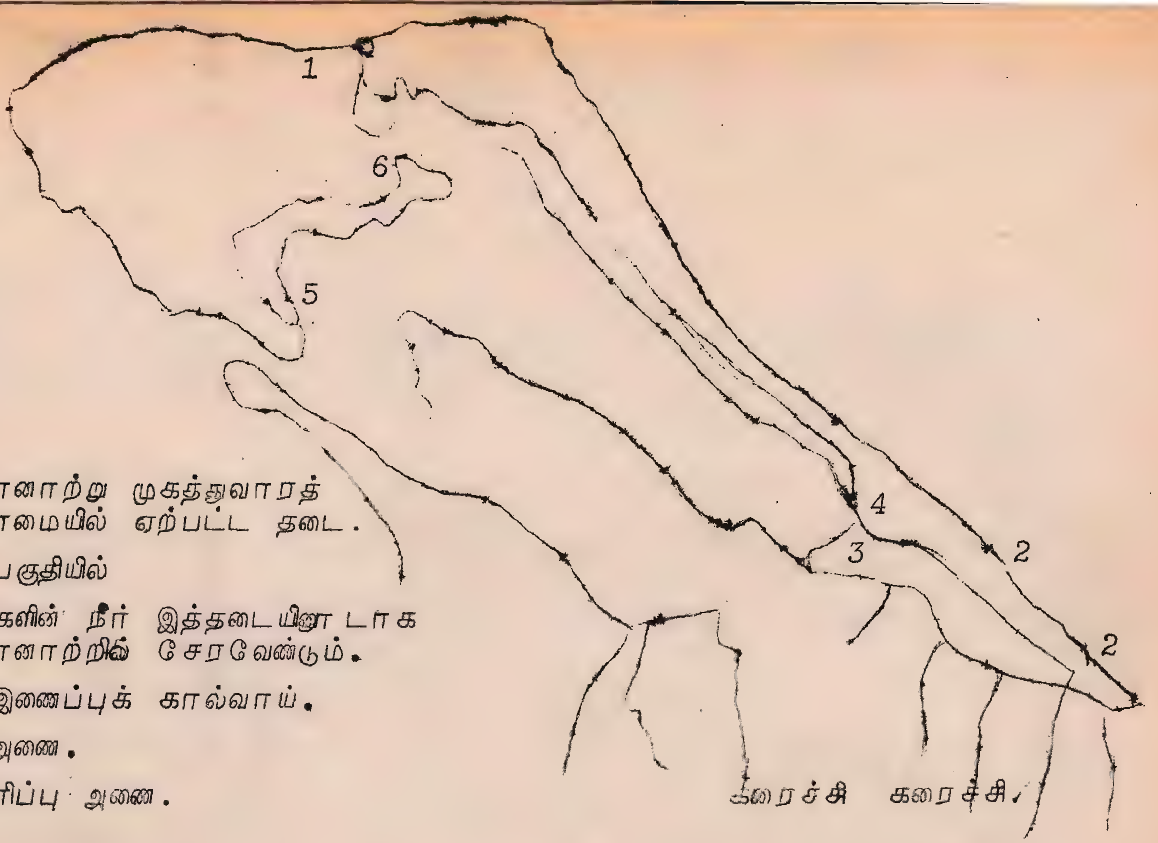 1
6
5
4
3
2
2
னாற்று முகத்துவாரத்
மையில் ஏற்பட்ட தடை.
பகுதியில்
களின் நீர் இத்தடையினூடாக
னாற்றில் சேரவேண்டும்.
இணைப்புக் கால்வாய்.
அணை.
ரிப்பு அணை.
கரைச்சி கரைச்சி.